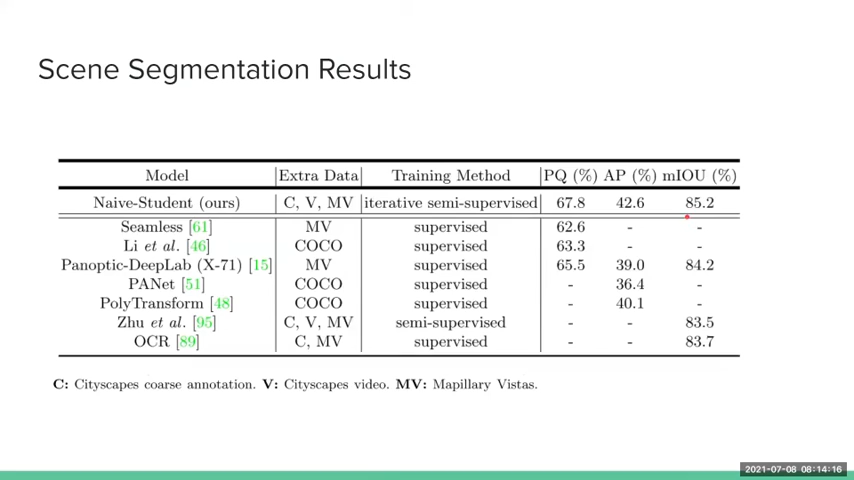 Scene Segmentation Results
Model Extra Data Training Method PQ (%) AP (%) mIOU (%)
Naive-Student (ours) C, V, MV iterative semi-supervised 67.8 42.6 85.2
Seamless [61] MV supervised 62.6 - -
Li et al. [46] COCO supervised 63.3 - -
Panoptic-DeepLab (X-71) [15] MV supervised 65.5 39.0 84.2
PANet [51] COCO supervised - 36.4 -
PolyTransform [48] COCO supervised - 40.1 -
Zhu et al. [95] C, V, MV semi-supervised - - 83.5
OCR [89] C, MV supervised - - 83.7
C: Cityscapes coarse annotation. V: Cityscapes video. MV: Mapillary Vistas.
2021-07-08 08:14:16